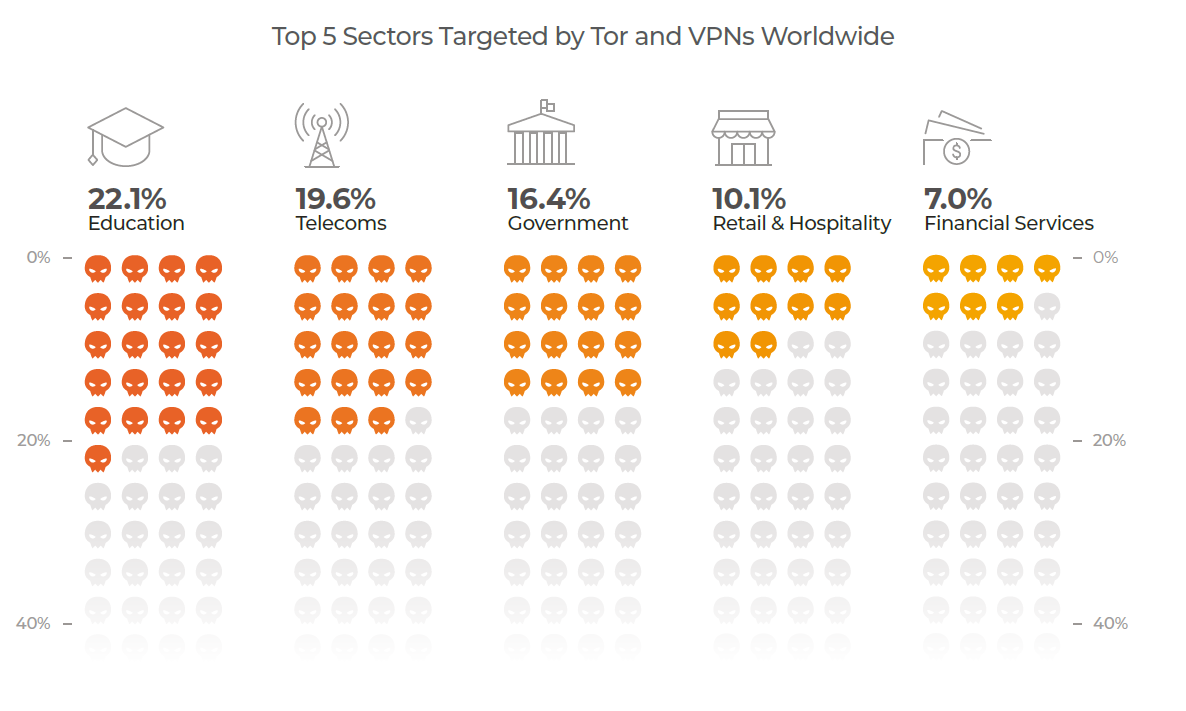 Top 5 Sectors Targeted by Tor and VPNs Worldwide
$
22.1% 19.6% 16.4% 10.1% 7.0%
Education Telecoms Government Retail & Hospitality Financial Services
0% 0%
20% 20%
40% 40%